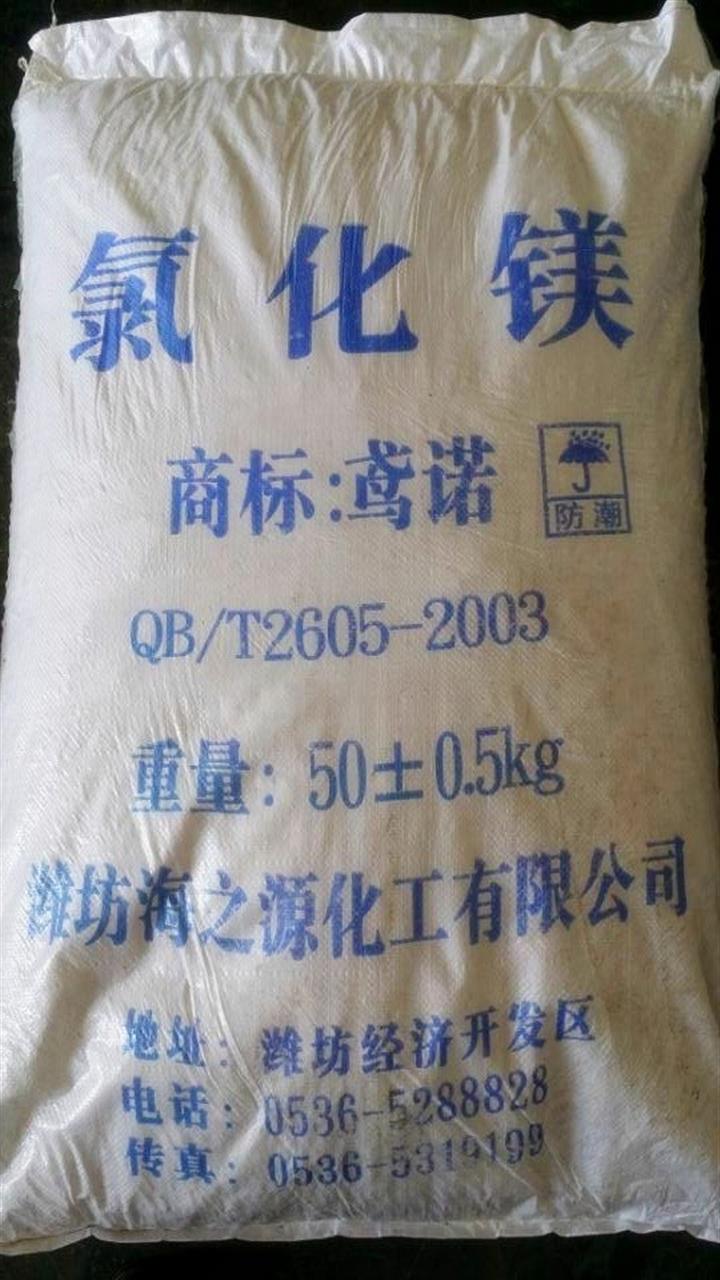 氯化镁
商标:鸢诺
防潮
QB/T2605-2003
重量: 50±0.5kg
潍坊海之源化工有限公司
地址: 潍坊经济开发区
电话: 0536-5288828
传真: 0536-5319199